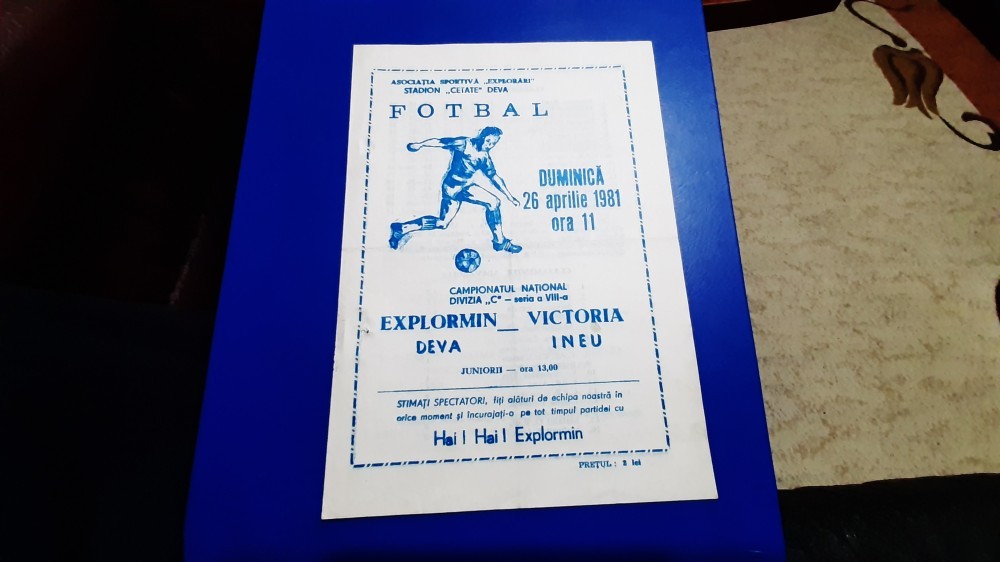 ASOCIAȚIA SPORTIVĂ „EXPLORĂRI"
STADION „CETATE" DEVA
FOTBAL
DUMINICĂ
26 aprilie 1981
ora 11
CAMPIONATUL NAȚIONAL
DIVIZIA „C" – seria a VIII-a
EXPLORMIN — VICTORIA
DEVA INEU
JUNIORII — ora 13,00
STIMAȚI SPECTATORI, fiți alături de echipa noastră în
orice moment și încurajați-o pe tot timpul partidei cu
Hai! Hai! Explormin
PREȚUL: 2 lei